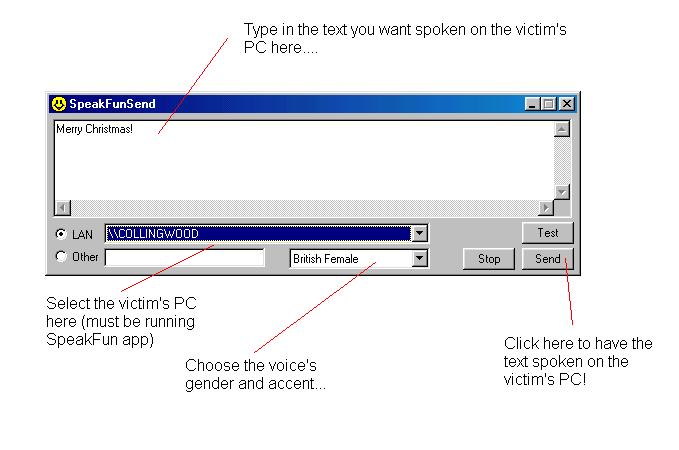 Type in the text you want spoken on the victim's
PC here....
SpeakFunSend
Merry Christmas!
LAN
\\COLLINGWOOD
Test
Other
British Female
Stop
Send
Select the victim's PC
here (must be running
SpeakFun app)
Choose the voice's
gender and accent...
Click here to have the
text spoken on the
victim's PC!